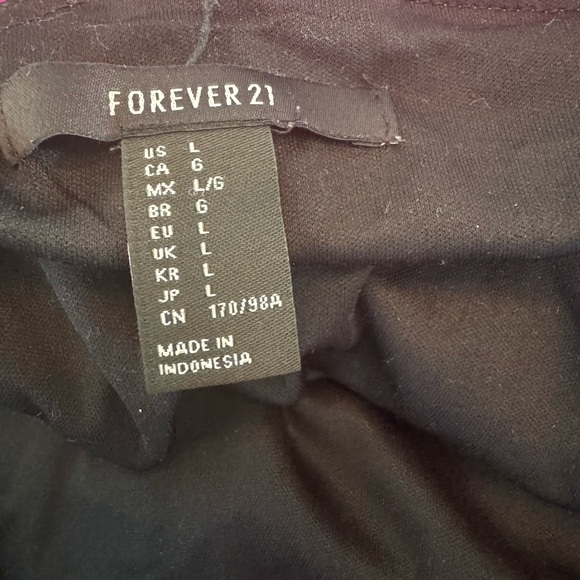 FOREVER 21
US L
CA G
MX L/G
BR G
EU L
UK L
KR L
JP L
CN 170/98A
MADE IN
INDONESIA